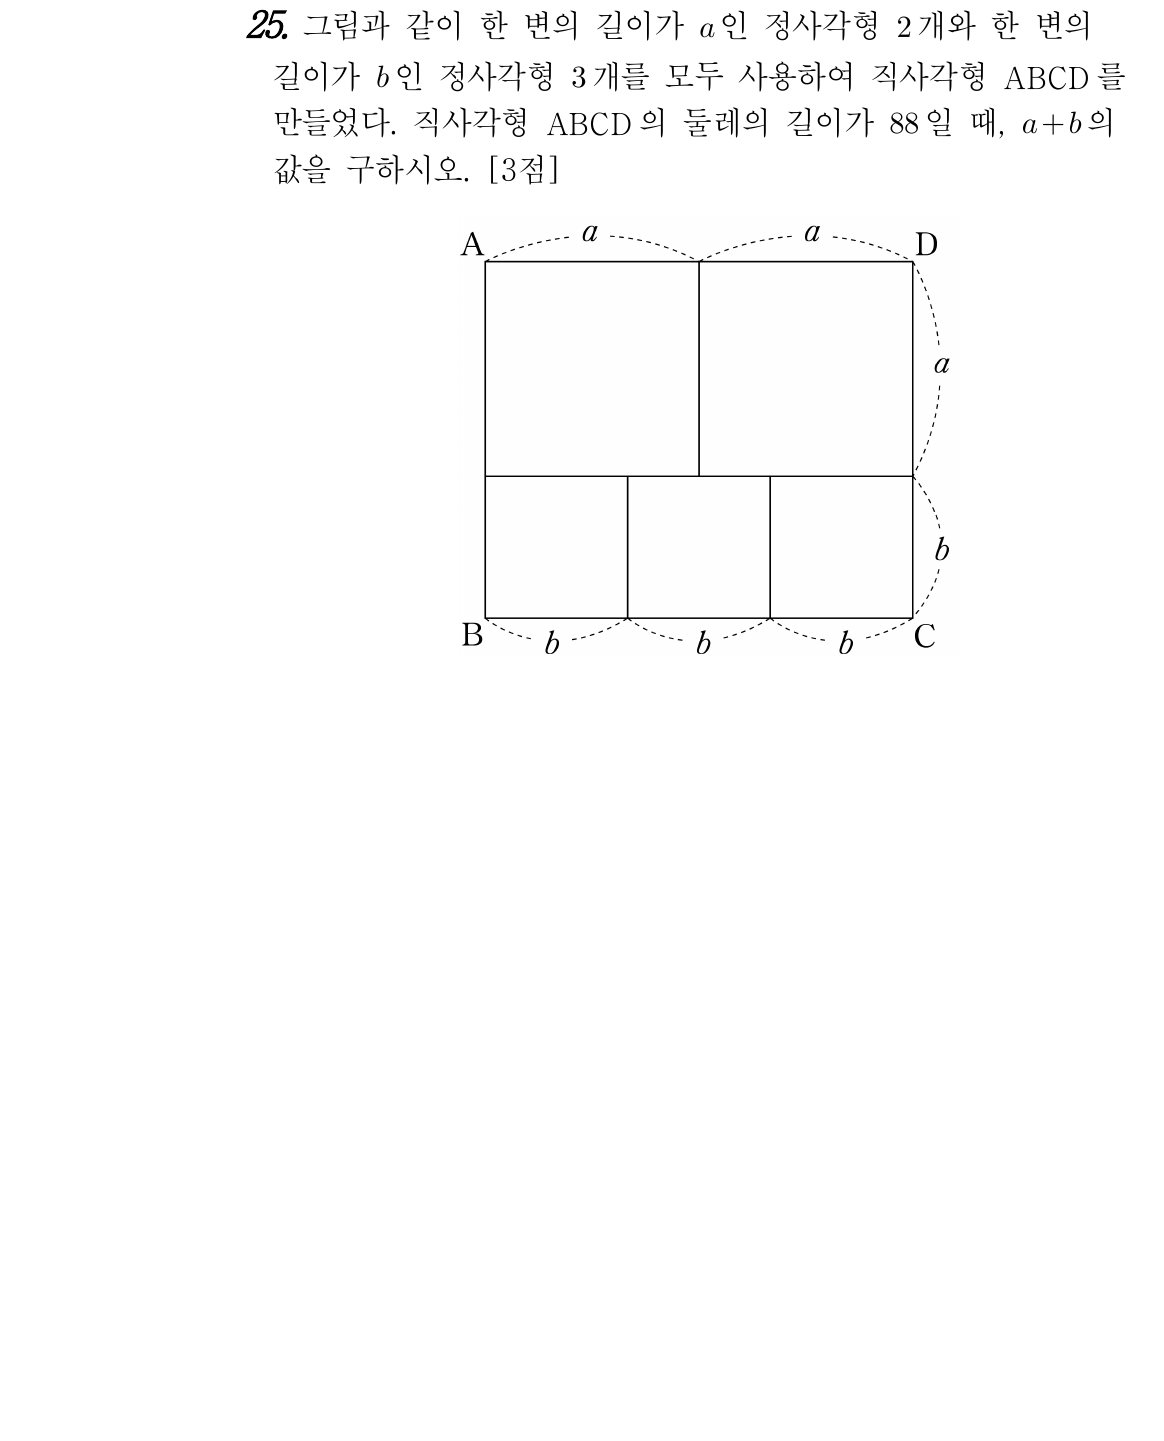 25. 그림과 같이 한 변의 길이가 a인 정사각형 2개와 한 변의
길이가 b인 정사각형 3개를 모두 사용하여 직사각형 ABCD를
만들었다. 직사각형 ABCD의 둘레의 길이가 88일 때, a+b의
값을 구하시오. [3점]
A a a D
a
b
B b b b C